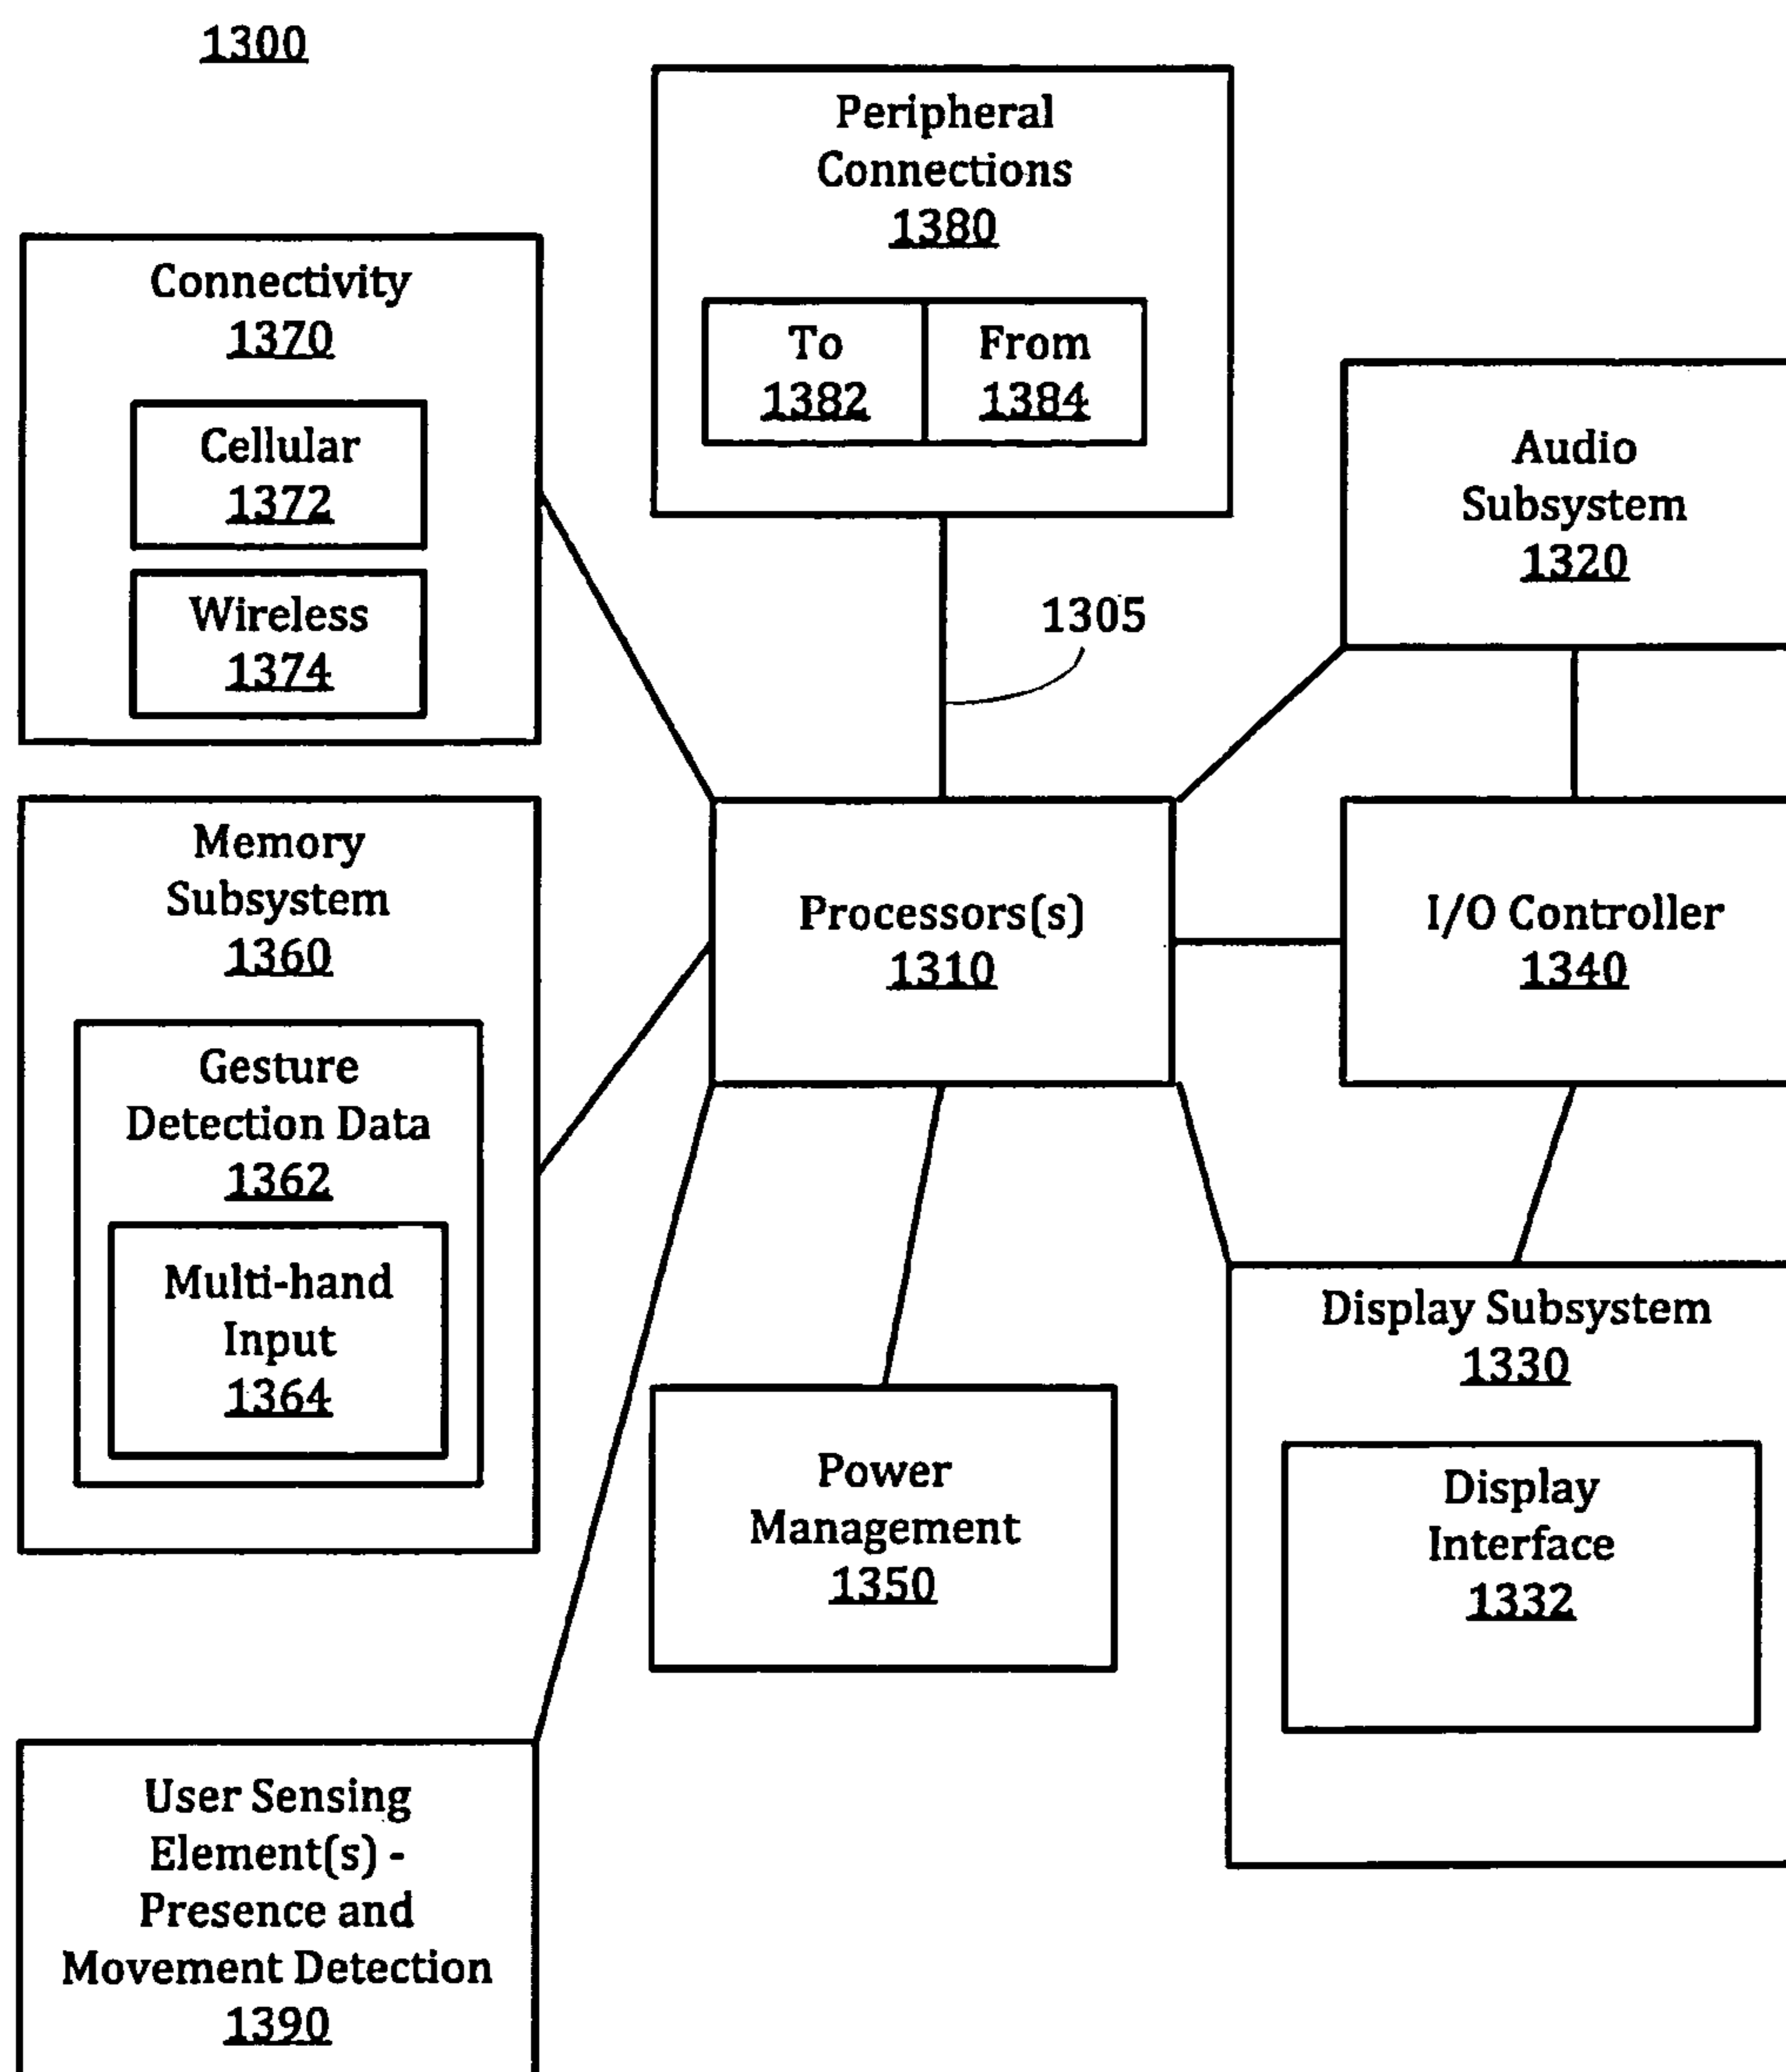 1300
Peripheral
Connections
1380
To
1382
From
1384
Connectivity
1370
Cellular
1372
Wireless
1374
Audio
Subsystem
1320
1305
Memory
Subsystem
1360
Gesture
Detection Data
1362
Multi-hand
Input
1364
Processors(s)
1310
I/O Controller
1340
Display Subsystem
1330
Display
Interface
1332
Power
Management
1350
User Sensing
Element(s) -
Presence and
Movement Detection
1390